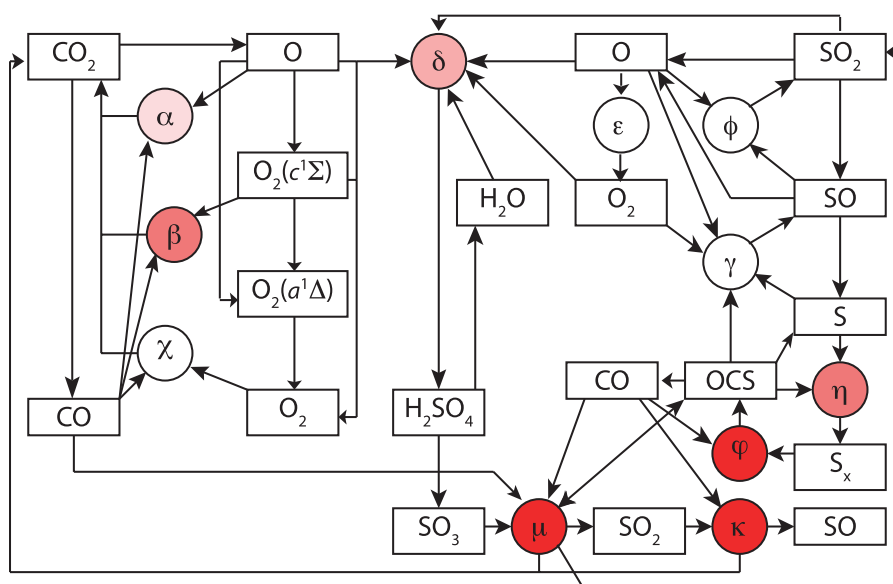 CO₂
O
δ
O
SO₂
α
ε
ϕ
O₂(c¹Σ)
H₂O
O₂
SO
β
γ
O₂(a¹Δ)
S
χ
CO
OCS
η
CO
O₂
H₂SO₄
φ
Sₓ
SO₃
μ
SO₂
κ
SO